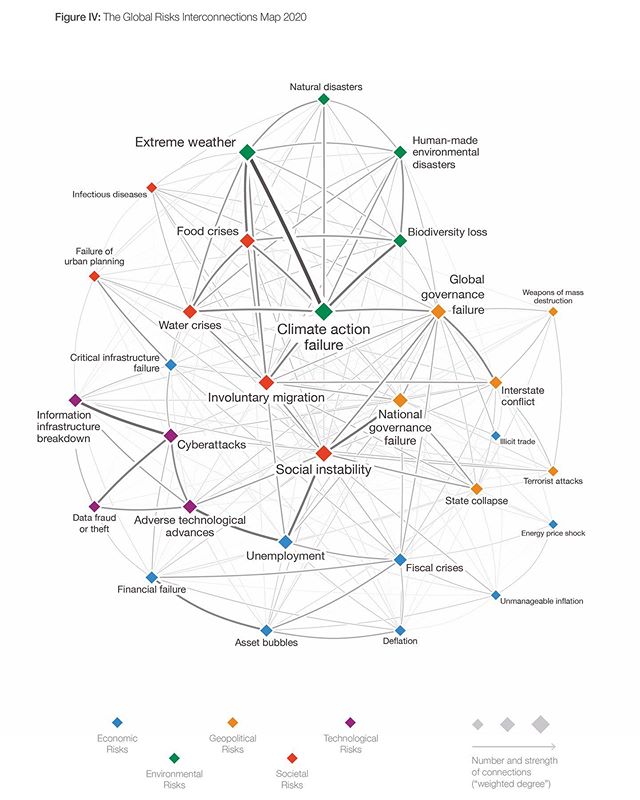 Figure IV: The Global Risks Interconnections Map 2020
Natural disasters
Extreme weather
Human-made
environmental
disasters
Infectious diseases
Food crises
Biodiversity loss
Failure of
urban planning
Global
governance
failure
Weapons of mass
destruction
Water crises
Climate action
failure
Critical infrastructure
failure
Involuntary migration
Interstate
conflict
Information
infrastructure
breakdown
National
governance
failure
Cyberattacks
Illicit trade
Social instability
Terrorist attacks
State collapse
Data fraud
or theft
Adverse technological
advances
Energy price shock
Unemployment
Fiscal crises
Financial failure
Unmanageable inflation
Asset bubbles
Deflation
Economic
Risks
Geopolitical
Risks
Technological
Risks
Environmental
Risks
Societal
Risks
Number and strength
of connections
("weighted degree")